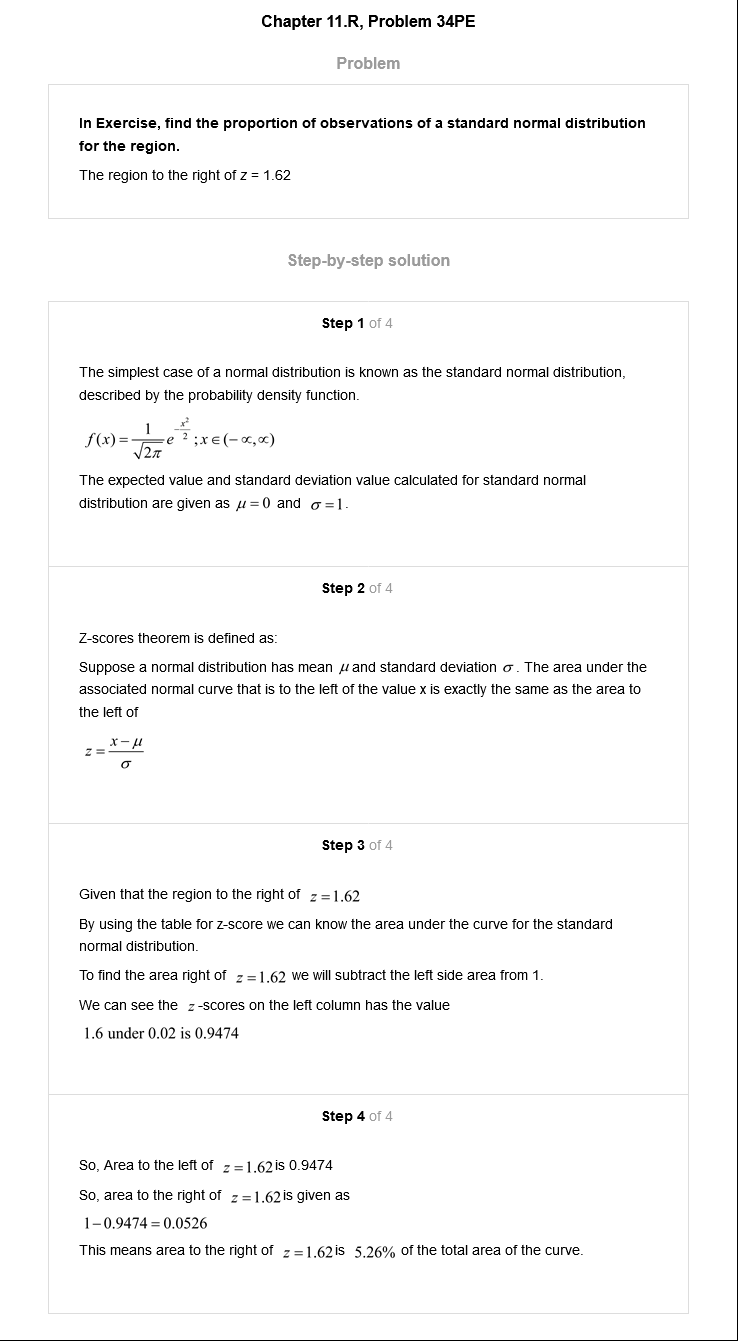 Chapter 11.R, Problem 34PE
Problem
In Exercise, find the proportion of observations of a standard normal distribution
for the region.
The region to the right of z = 1.62
Step-by-step solution
Step 1 of 4
The simplest case of a normal distribution is known as the standard normal distribution,
described by the probability density function.
f(x) = \frac{1}{\sqrt{2π}} e^{-\frac{x^2}{2}} ; x ∈ (− ∝, ∝)
The expected value and standard deviation value calculated for standard normal
distribution are given as μ = 0 and σ = 1.
Step 2 of 4
Z-scores theorem is defined as:
Suppose a normal distribution has mean μ and standard deviation σ. The area under the
associated normal curve that is to the left of the value x is exactly the same as the area to
the left of
z = \frac{x − μ}{σ}
Step 3 of 4
Given that the region to the right of z = 1.62
By using the table for z-score we can know the area under the curve for the standard
normal distribution.
To find the area right of z = 1.62 we will subtract the left side area from 1.
We can see the z -scores on the left column has the value
1.6 under 0.02 is 0.9474
Step 4 of 4
So, Area to the left of z = 1.62 is 0.9474
So, area to the right of z = 1.62 is given as
1 − 0.9474 = 0.0526
This means area to the right of z = 1.62 is 5.26% of the total area of the curve.